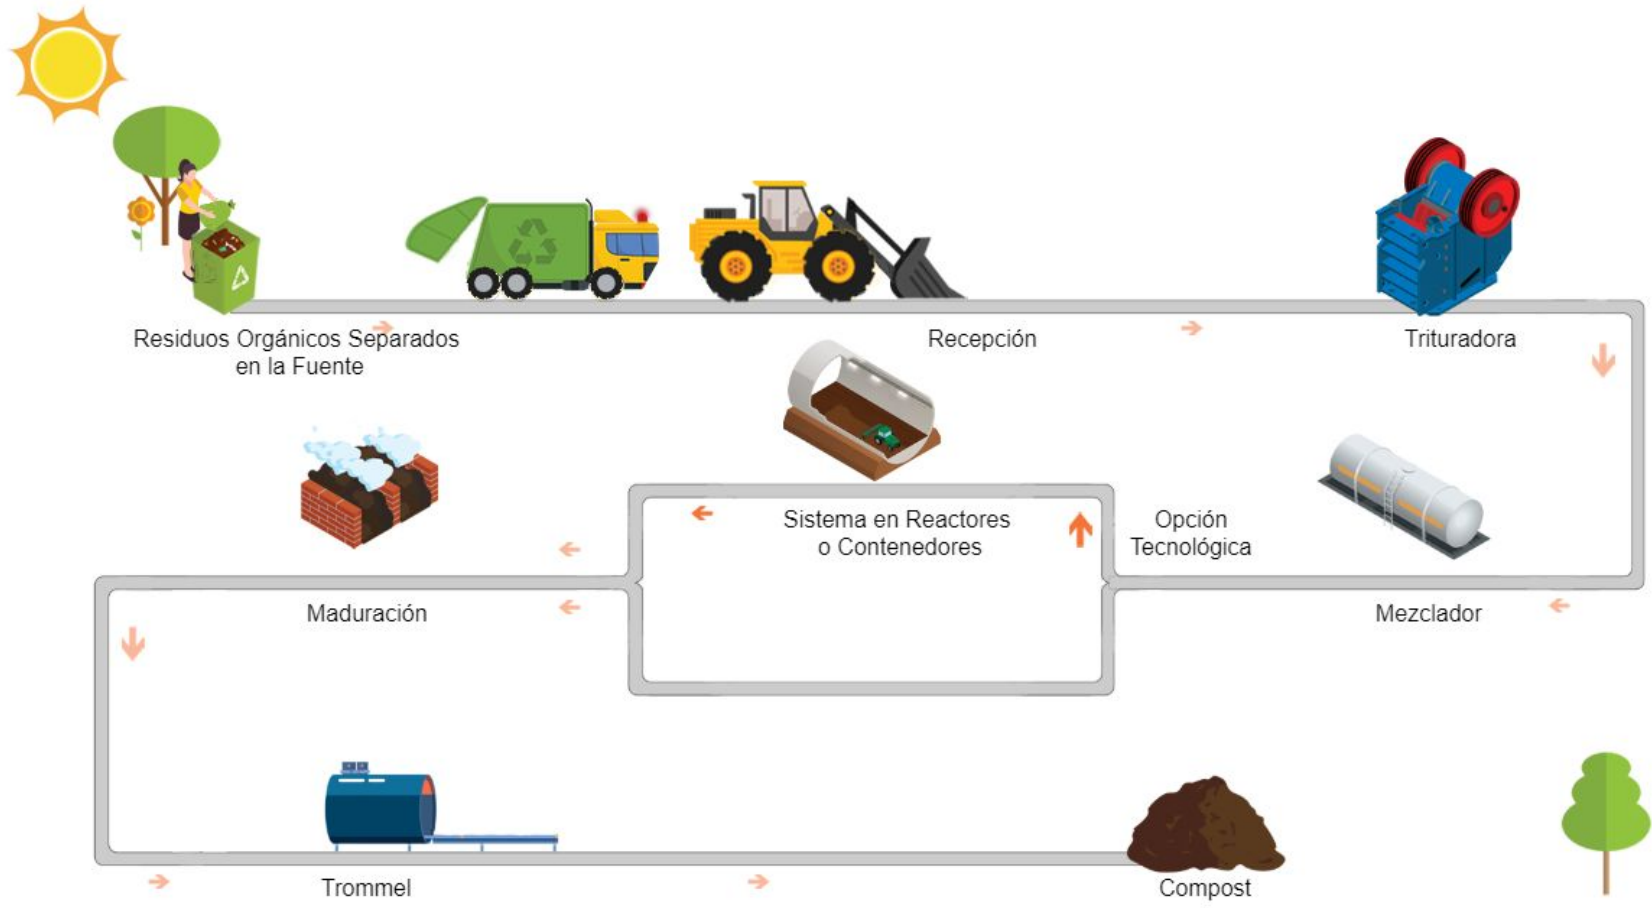 Residuos Orgánicos Separados
en la Fuente
Recepción
Trituradora
Sistema en Reactores
o Contenedores
Opción
Tecnológica
Maduración
Mezclador
Trommel
Compost